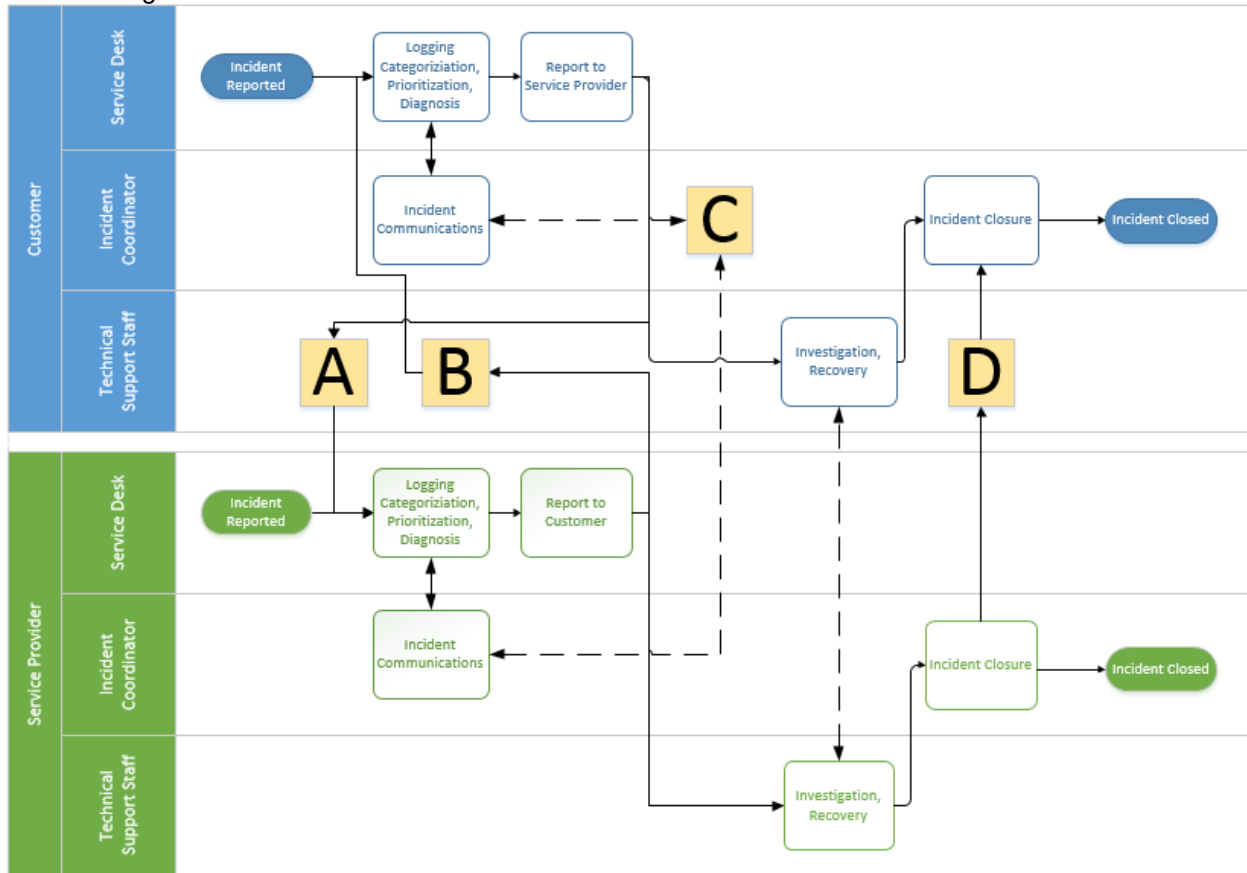 Customer
Service Desk
Incident
Reported
Logging
Categoriziation,
Prioritization,
Diagnosis
Report to
Service Provider
Incident
Coordinator
Incident
Communications
C
Incident Closure
Incident Closed
Technical
Support Staff
A
B
Investigation,
Recovery
D
Service Provider
Service Desk
Incident
Reported
Logging
Categoriziation,
Prioritization,
Diagnosis
Report to
Customer
Incident
Coordinator
Incident
Communications
Incident Closure
Incident Closed
Technical
Support Staff
Investigation,
Recovery